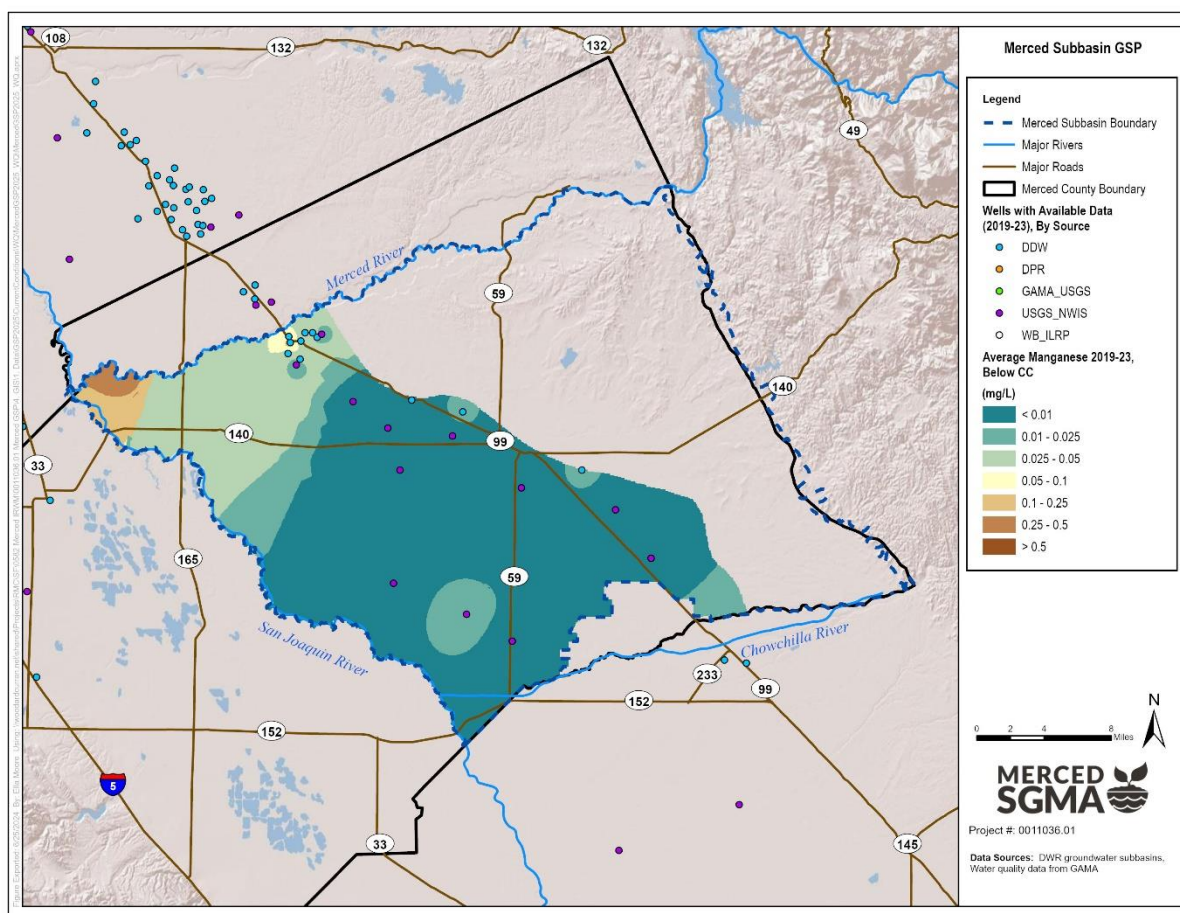 Merced Subbasin GSP
Legend
Merced Subbasin Boundary
Major Rivers
Major Roads
Merced County Boundary
Wells with Available Data
(2019-23), By Source
DDW
DPR
GAMA_USGS
USGS_NWIS
WB_ILRP
Average Manganese 2019-23,
Below CC
(mg/L)
< 0.01
0.01 - 0.025
0.025 - 0.05
0.05 - 0.1
0.1 - 0.25
0.25 - 0.5
> 0.5
N
0 2 4 8
Miles
MERCED
SGMA
Project #: 0011036.01
Data Sources: DWR groundwater subbasins,
Water quality data from GAMA
108
132
132
49
Merced River
59
140
99
140
33
165
59
San Joaquin River
Chowchilla River
233
99
152
152
5
33
145